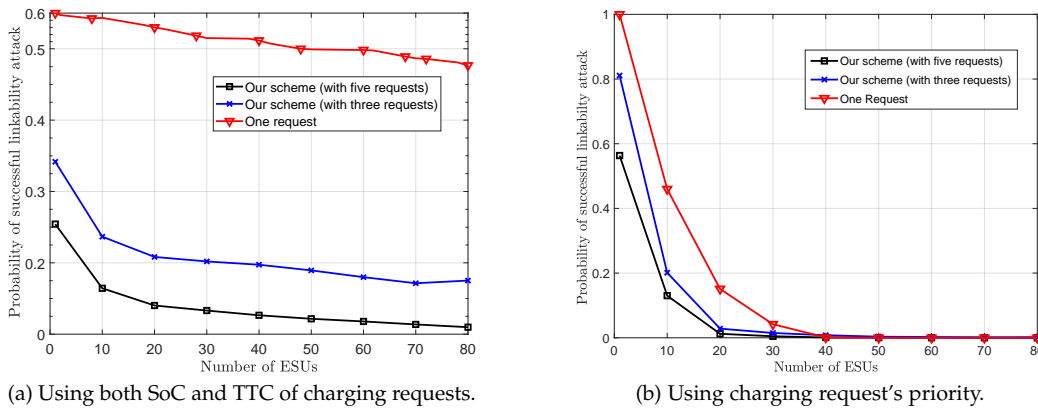 Probability of successful linkability attack
0.6
0.5
0.6
0.3
0.2
0
0 10 20 30 40 50 60 70 80
Number of ESUs
Our scheme (with five requests)
Our scheme (with three requests)
One request
(a) Using both SoC and TTC of charging requests.
Probability of successful linkabilty attack
1
0.8
0.6
0.4
0.2
0
0 10 20 30 40 50 60 70 80
Number of ESUs
Our scheme (with five requests)
Our scheme (with three requests)
One Request
(b) Using charging request's priority.